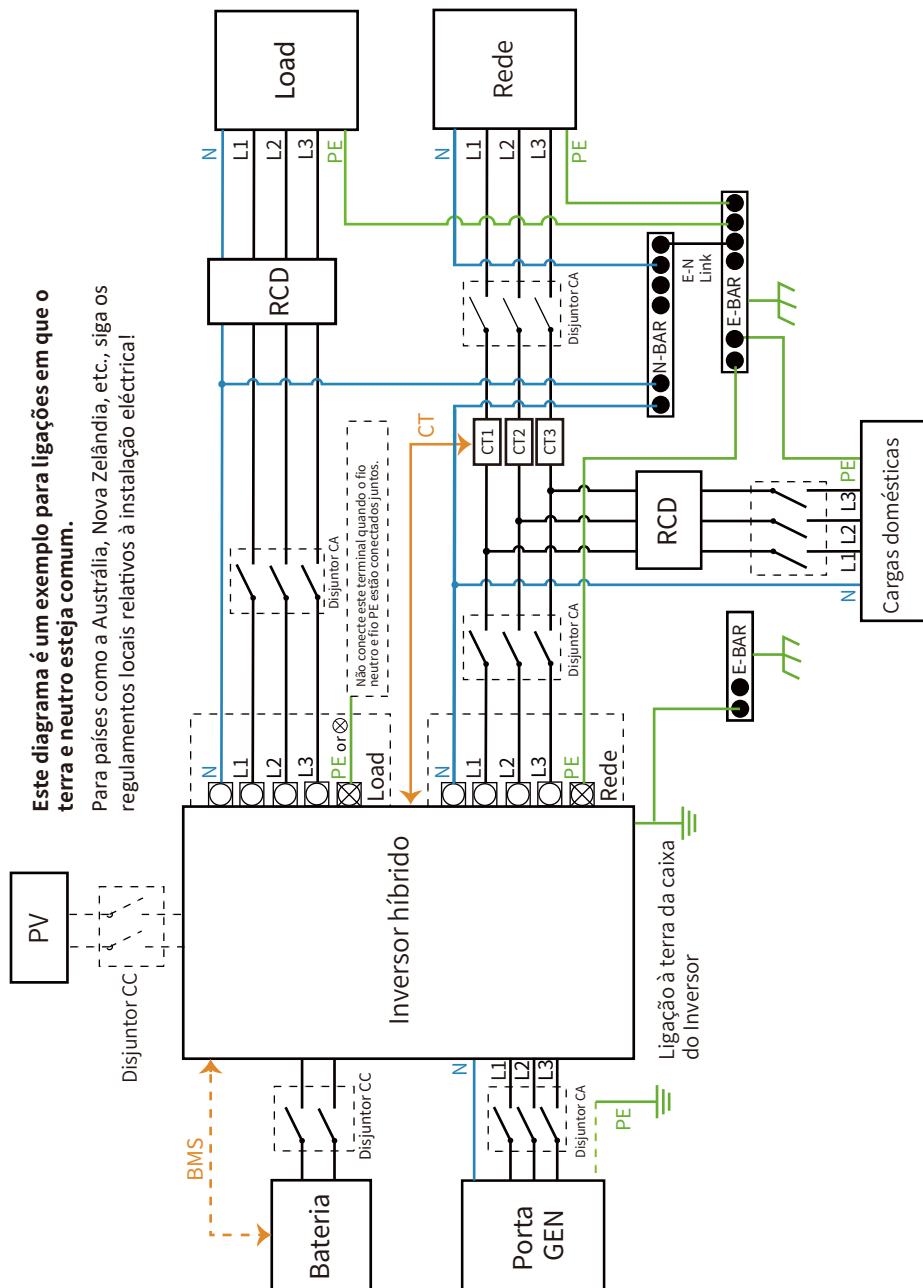 Este diagrama é um exemplo para ligações em que o
terra e neutro esteja comum.
Para países como a Austrália, Nova Zelândia, etc., siga os
regulamentos locais relativos à instalação eléctrica!
PV
Disjuntor CC
BMS
Bateria
Disjuntor CC
Inversor híbrido
Porta
GEN
N
L1
L2
L3
Disjuntor CA
PE
Ligação à terra da caixa
do Inversor
N
L1
L2
L3
PE or
Load
Não conecte este terminal quando o fio
neutro e fio PE estão conectados juntos.
Disjuntor CA
RCD
N
L1
L2
L3
PE
Load
CT
N
L1
L2
L3
PE
Rede
Disjuntor CA
CT1
CT2
CT3
Disjuntor CA
N
L1
L2
L3
PE
Rede
N-BAR
E-N
Link
E-BAR
RCD
N
L1
L2
L3
PE
Cargas domésticas
E-BAR